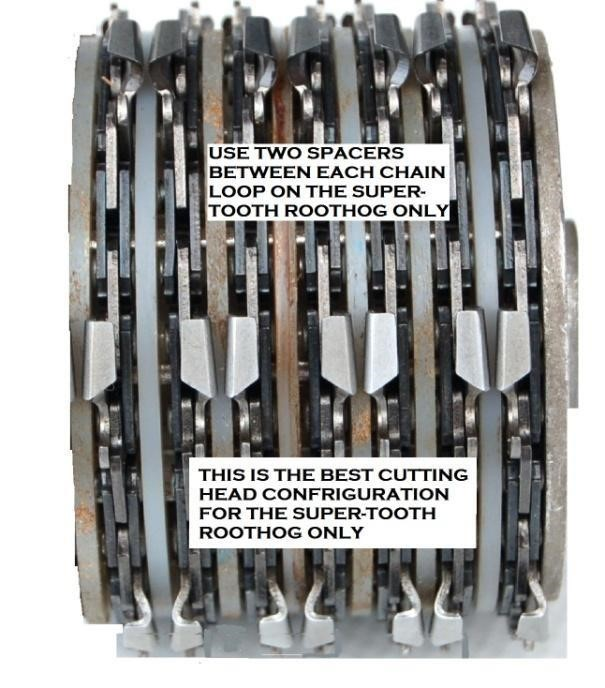 USE TWO SPACERS
BETWEEN EACH CHAIN
LOOP ON THE SUPER-
TOOTH ROOTHOG ONLY
THIS IS THE BEST CUTTING
HEAD CONFRIGURATION
FOR THE SUPER-TOOTH
ROOTHOG ONLY